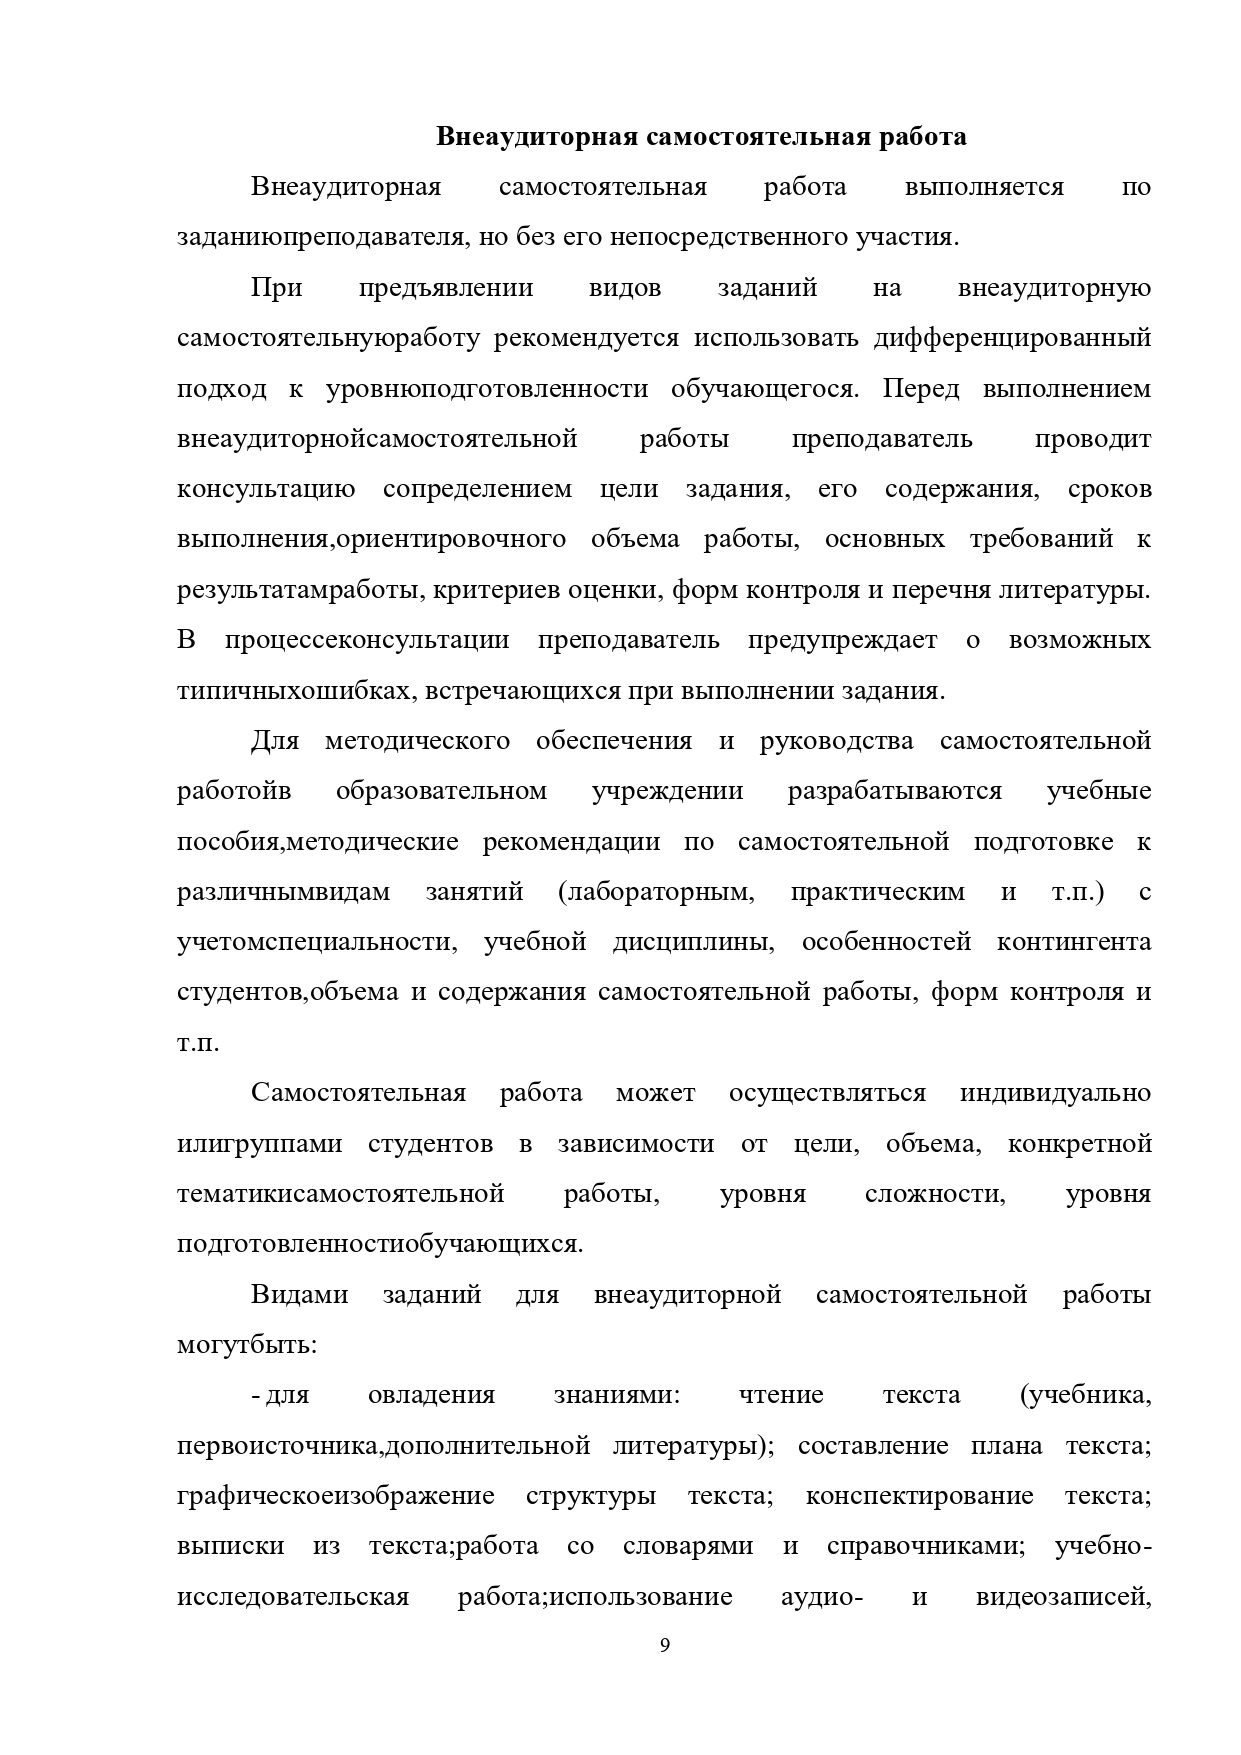 Внеаудиторная самостоятельная работа
Внеаудиторная самостоятельная работа выполняется по
заданиюпреподавателя, но без его непосредственного участия.
При предъявлении видов заданий на внеаудиторную
самостоятельнуюработу рекомендуется использовать дифференцированный
подход к уровнюподготовленности обучающегося. Перед выполнением
внеаудиторнойсамостоятельной работы преподаватель проводит
консультацию сопределением цели задания, его содержания, сроков
выполнения,ориентировочного объема работы, основных требований к
результатамработы, критериев оценки, форм контроля и перечня литературы.
В процессеконсультации преподаватель предупреждает о возможных
типичныхошибках, встречающихся при выполнении задания.
Для методического обеспечения и руководства самостоятельной
работойв образовательном учреждении разрабатываются учебные
пособия,методические рекомендации по самостоятельной подготовке к
различнымвидам занятий (лабораторным, практическим и т.п.) с
учетомспециальности, учебной дисциплины, особенностей контингента
студентов,объема и содержания самостоятельной работы, форм контроля и
т.п.
Самостоятельная работа может осуществляться индивидуально
илигруппами студентов в зависимости от цели, объема, конкретной
тематикисамостоятельной работы, уровня сложности, уровня
подготовленностиобучающихся.
Видами заданий для внеаудиторной самостоятельной работы
могутбыть:
- для овладения знаниями: чтение текста (учебника,
первоисточника,дополнительной литературы); составление плана текста;
графическоеизображение структуры текста; конспектирование текста;
выписки из текста;работа со словарями и справочниками; учебно-
исследовательская работа;использование аудио- и видеозаписей,
9